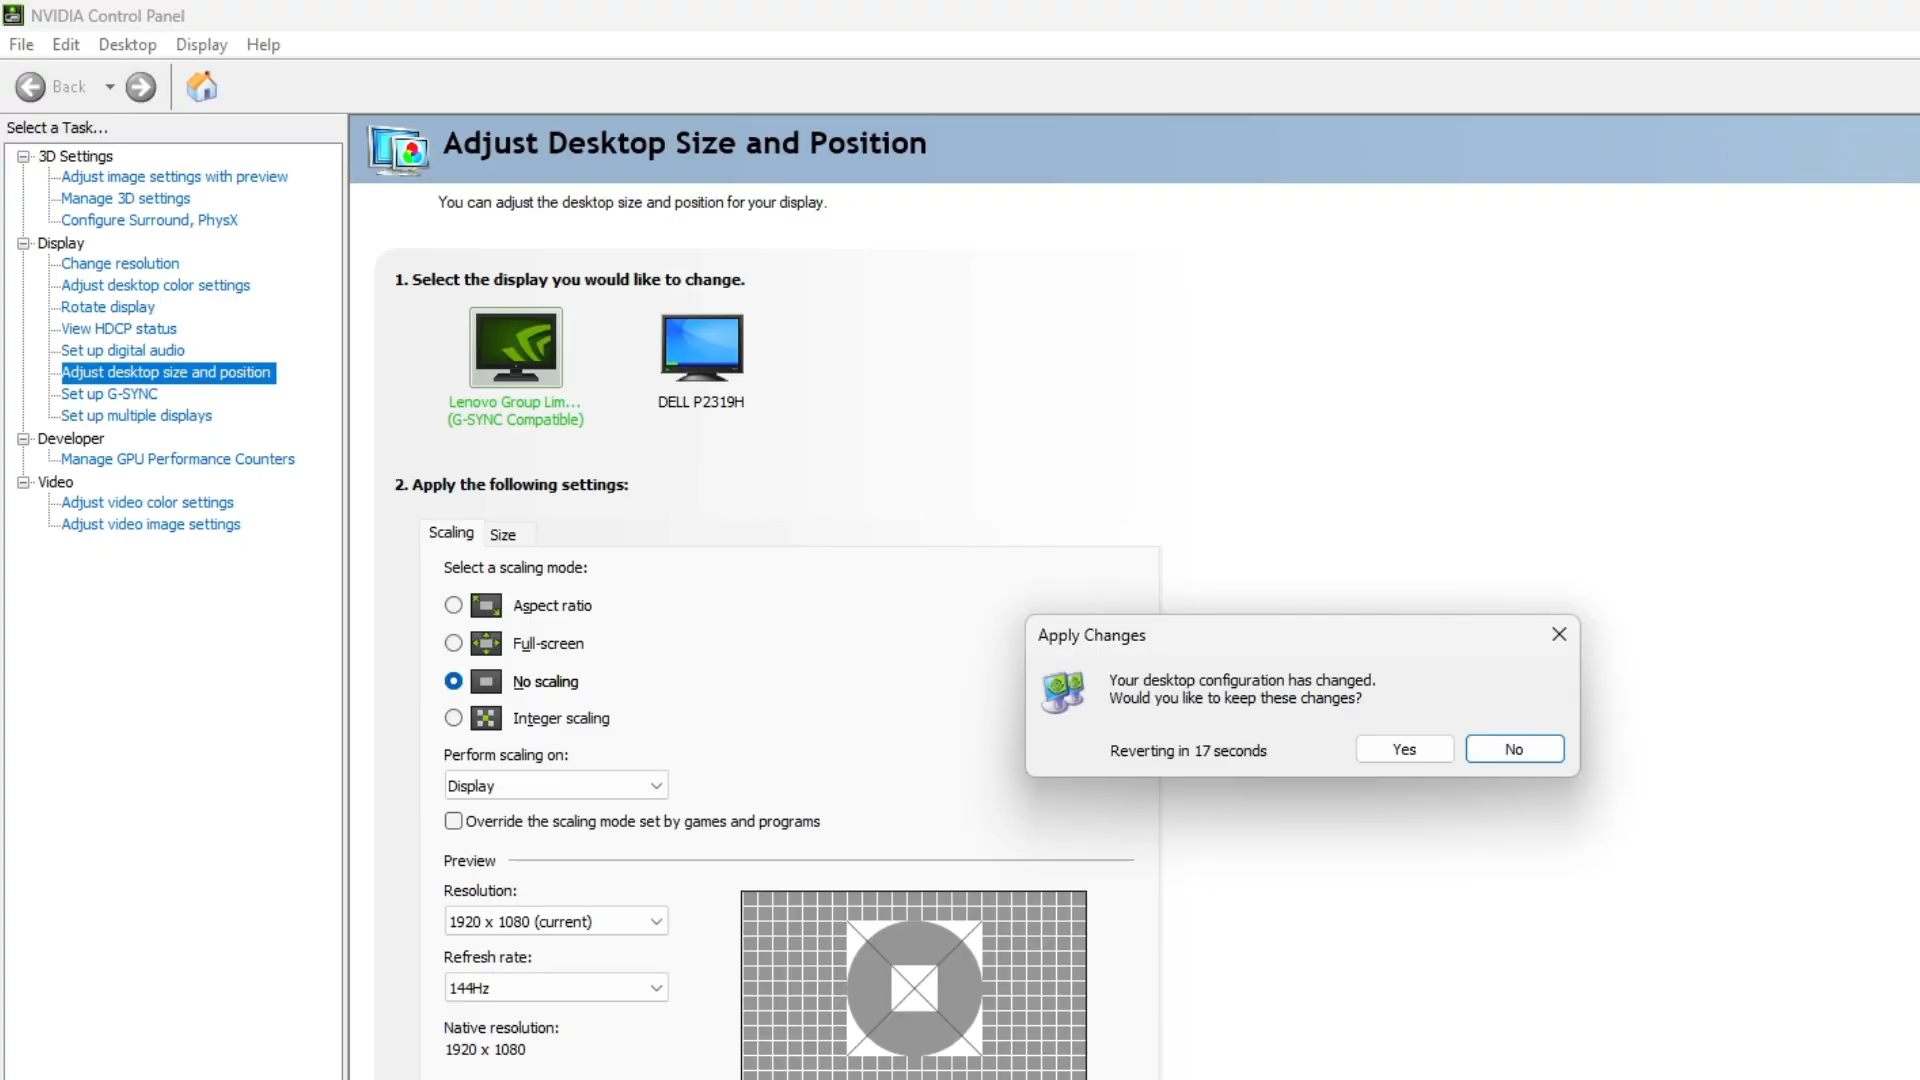 NVIDIA Control Panel
File Edit Desktop Display Help
Back
Select a Task...
3D Settings
Adjust image settings with preview
Manage 3D settings
Configure Surround, PhysX
Display
Change resolution
Adjust desktop color settings
Rotate display
View HDCP status
Set up digital audio
Adjust desktop size and position
Set up G-SYNC
Set up multiple displays
Developer
Manage GPU Performance Counters
Video
Adjust video color settings
Adjust video image settings
Adjust Desktop Size and Position
You can adjust the desktop size and position for your display.
1. Select the display you would like to change.
Lenovo Group Lim...
(G-SYNC Compatible)
DELL P2319H
2. Apply the following settings:
Scaling Size
Select a scaling mode:
Aspect ratio
Full-screen
No scaling
Integer scaling
Perform scaling on:
Display
Override the scaling mode set by games and programs
Preview
Resolution:
1920 x 1080 (current)
Refresh rate:
144Hz
Native resolution:
1920 x 1080
Apply Changes
Your desktop configuration has changed.
Would you like to keep these changes?
Reverting in 17 seconds
Yes No